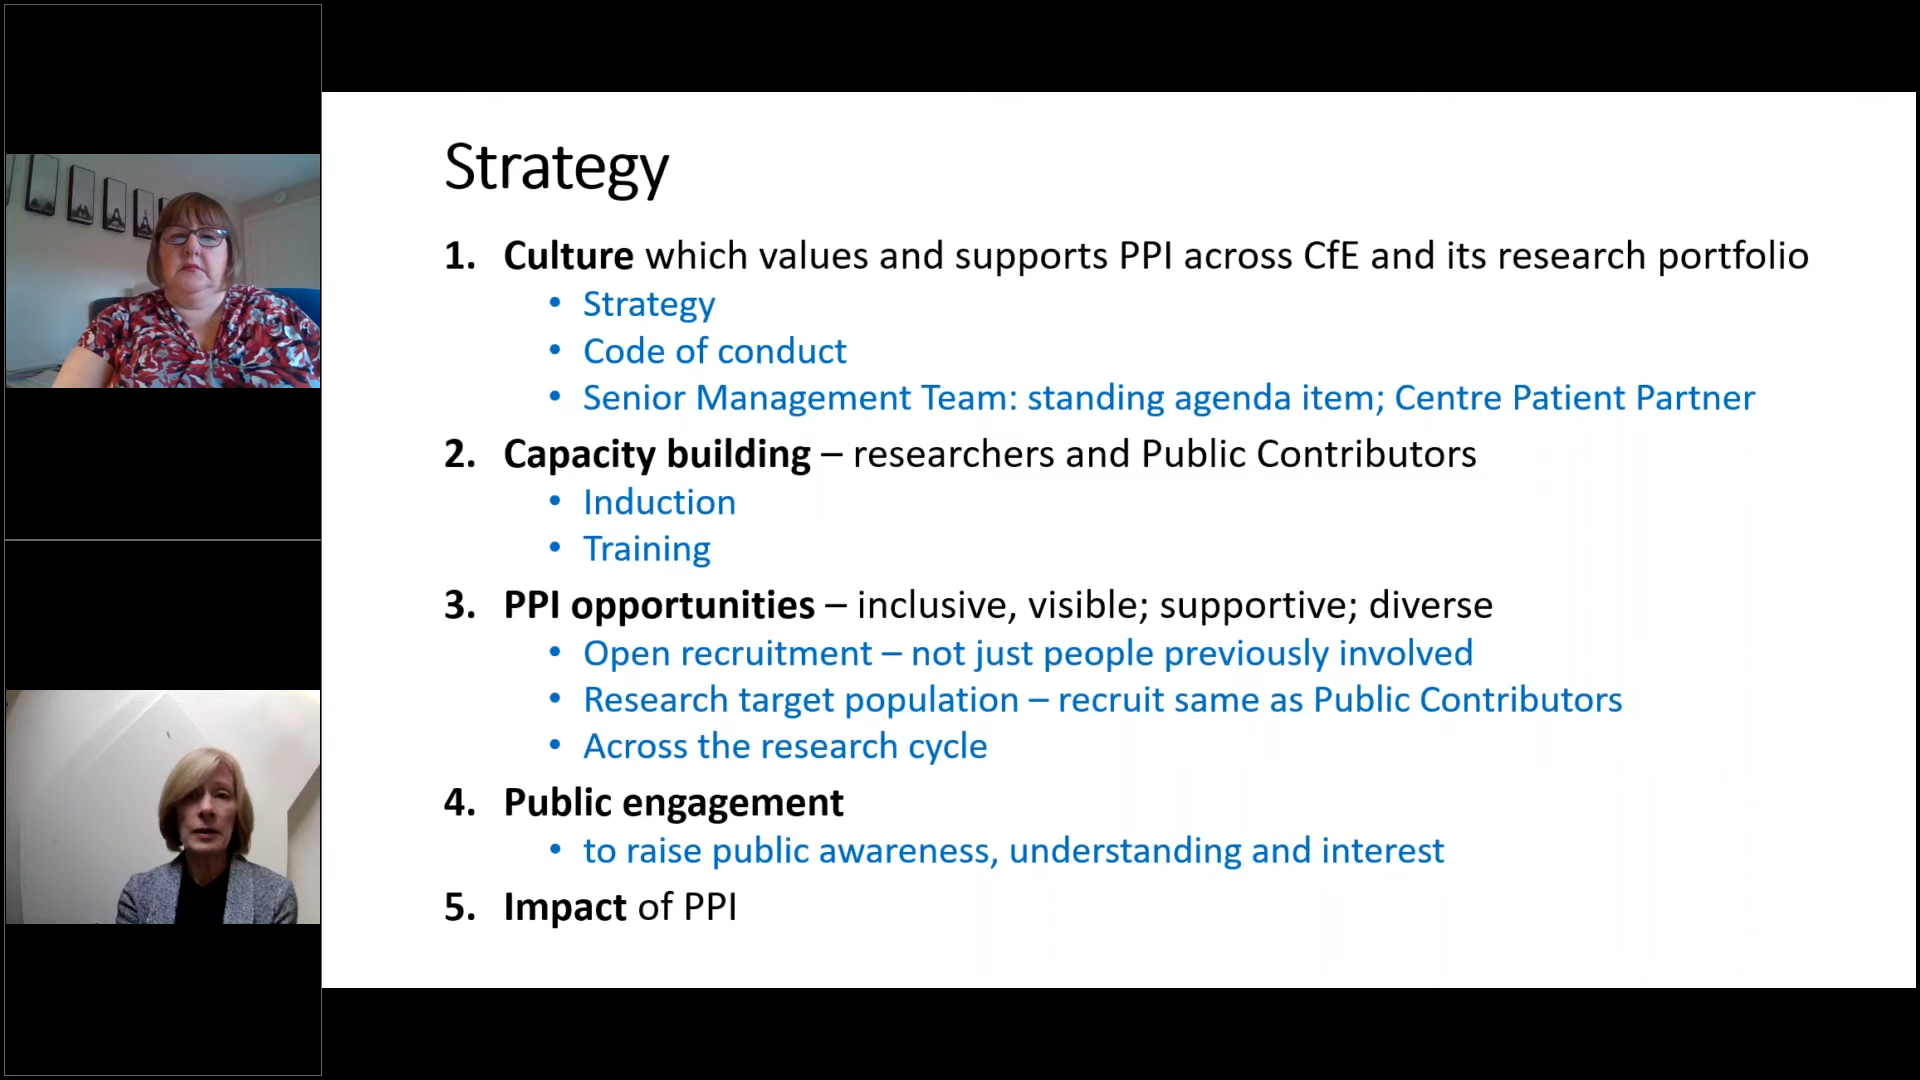 Strategy
1. Culture which values and supports PPI across CfE and its research portfolio
• Strategy
• Code of conduct
• Senior Management Team: standing agenda item; Centre Patient Partner
2. Capacity building – researchers and Public Contributors
• Induction
• Training
3. PPI opportunities – inclusive, visible; supportive; diverse
• Open recruitment – not just people previously involved
• Research target population – recruit same as Public Contributors
• Across the research cycle
4. Public engagement
• to raise public awareness, understanding and interest
5. Impact of PPI